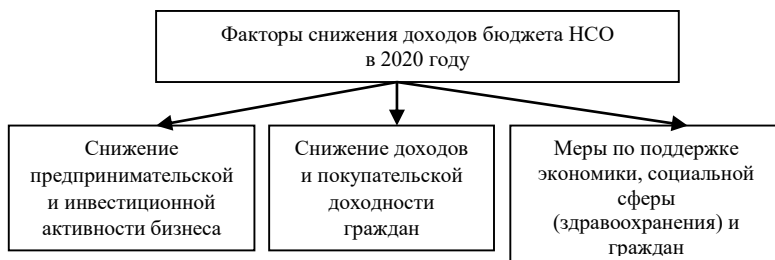 Факторы снижения доходов бюджета НСО
в 2020 году
Снижение
предпринимательской
и инвестиционной
активности бизнеса
Снижение доходов
и покупательской
доходности
граждан
Меры по поддержке
экономики, социальной
сферы
(здравоохранения) и
граждан